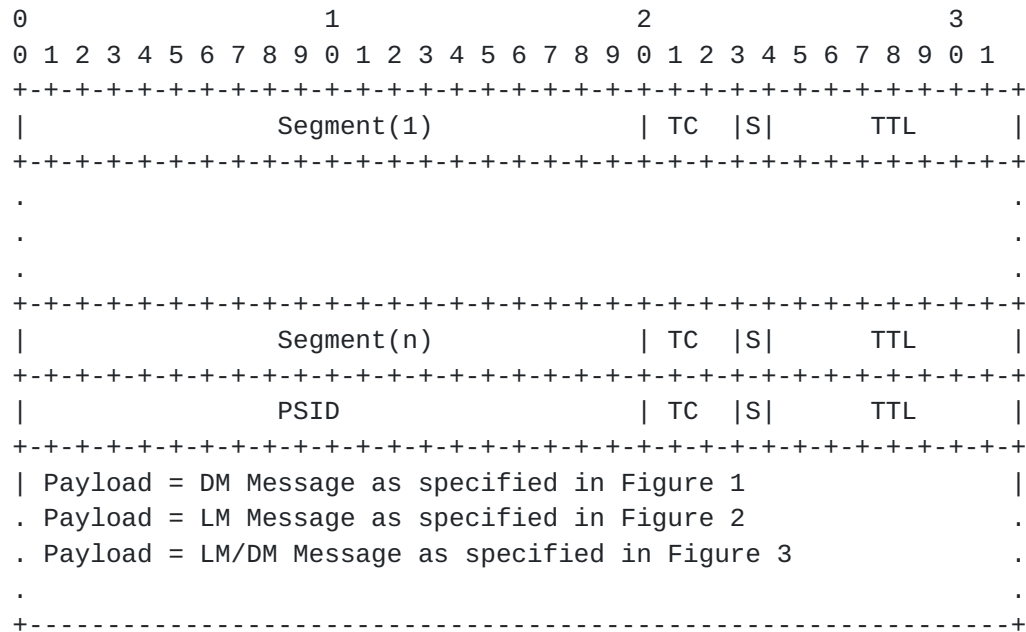 0                   1                   2                   3
0 1 2 3 4 5 6 7 8 9 0 1 2 3 4 5 6 7 8 9 0 1 2 3 4 5 6 7 8 9 0 1
+-+-+-+-+-+-+-+-+-+-+-+-+-+-+-+-+-+-+-+-+-+-+-+-+-+-+-+-+-+-+-+-+
|                Segment(1)             | TC  |S|      TTL      |
+-+-+-+-+-+-+-+-+-+-+-+-+-+-+-+-+-+-+-+-+-+-+-+-+-+-+-+-+-+-+-+-+
.                                                               .
.                                                               .
.                                                               .
+-+-+-+-+-+-+-+-+-+-+-+-+-+-+-+-+-+-+-+-+-+-+-+-+-+-+-+-+-+-+-+-+
|                Segment(n)             | TC  |S|      TTL      |
+-+-+-+-+-+-+-+-+-+-+-+-+-+-+-+-+-+-+-+-+-+-+-+-+-+-+-+-+-+-+-+-+
|                PSID                   | TC  |S|      TTL      |
+-+-+-+-+-+-+-+-+-+-+-+-+-+-+-+-+-+-+-+-+-+-+-+-+-+-+-+-+-+-+-+-+
| Payload = DM Message as specified in Figure 1                 |
. Payload = LM Message as specified in Figure 2                 .
. Payload = LM/DM Message as specified in Figure 3              .
.                                                               .
+---------------------------------------------------------------+